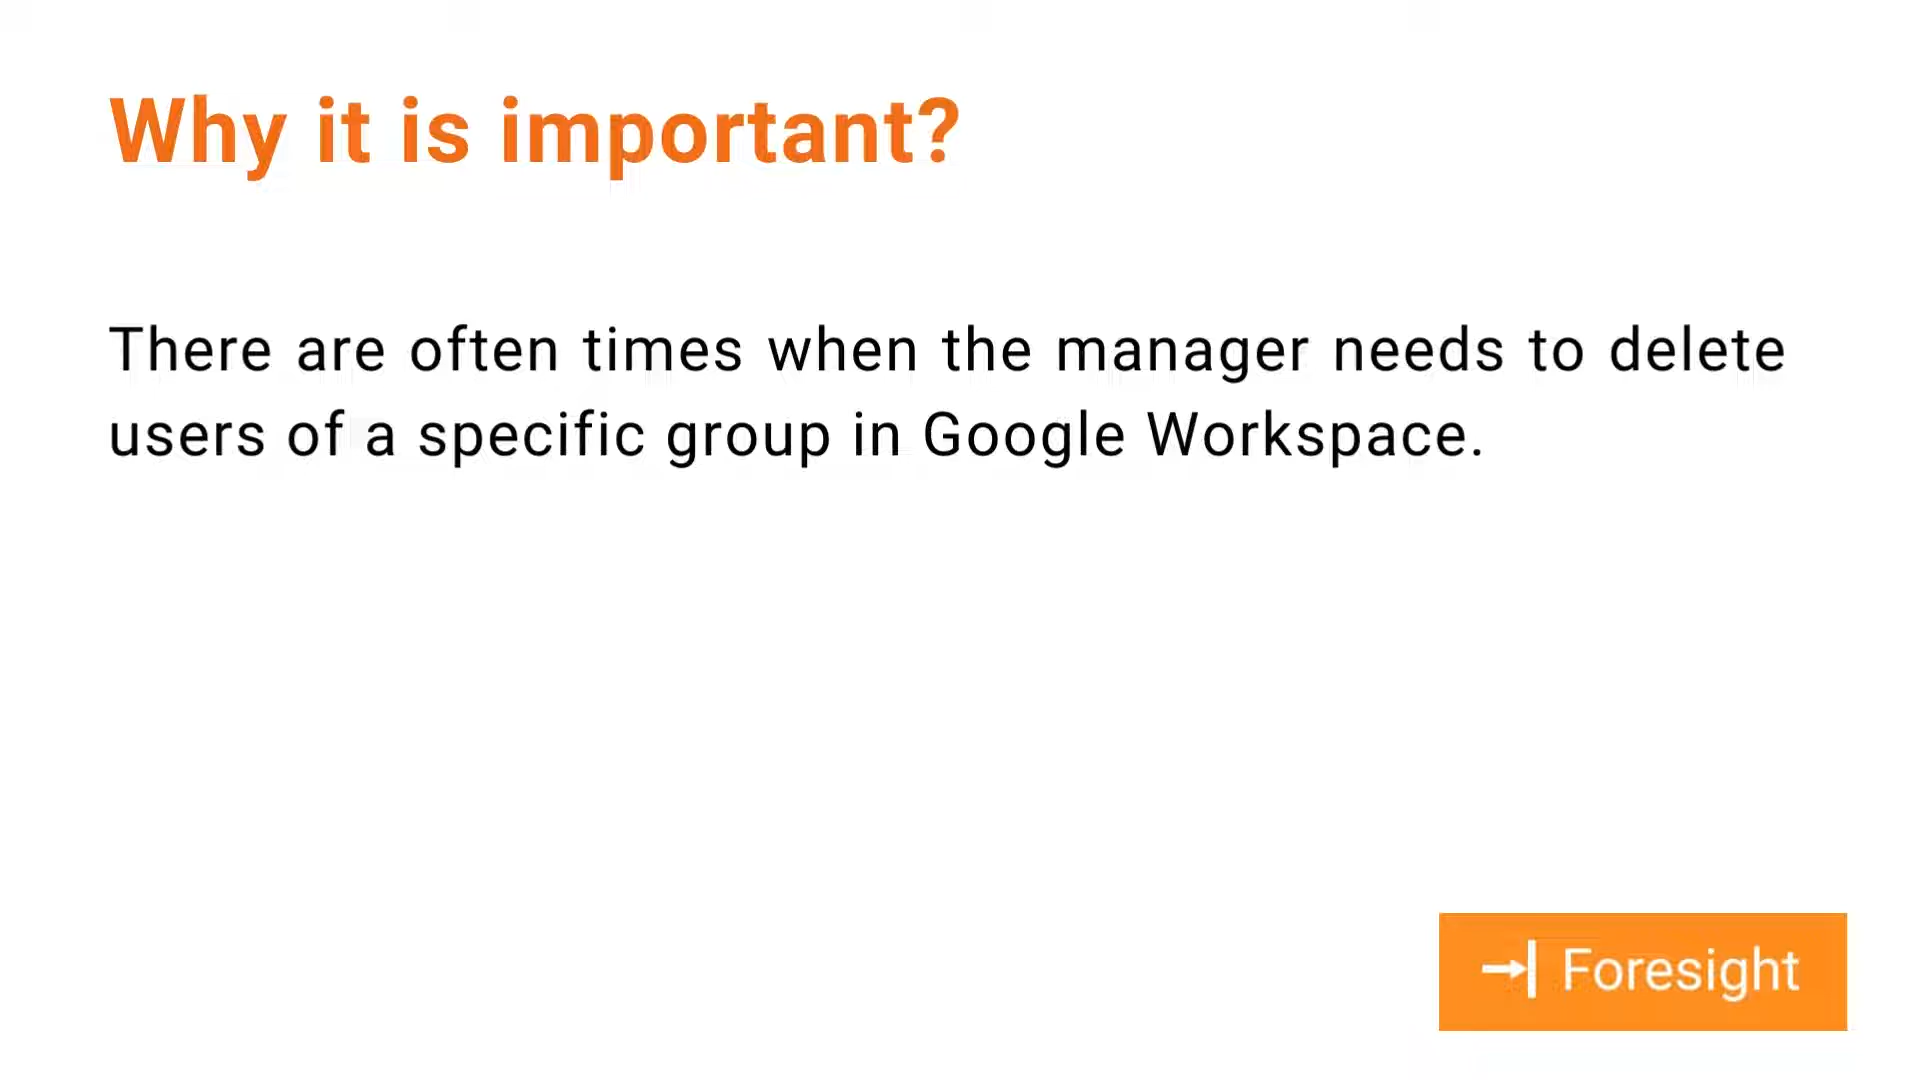 Why it is important?
There are often times when the manager needs to delete
users of a specific group in Google Workspace.
Foresight